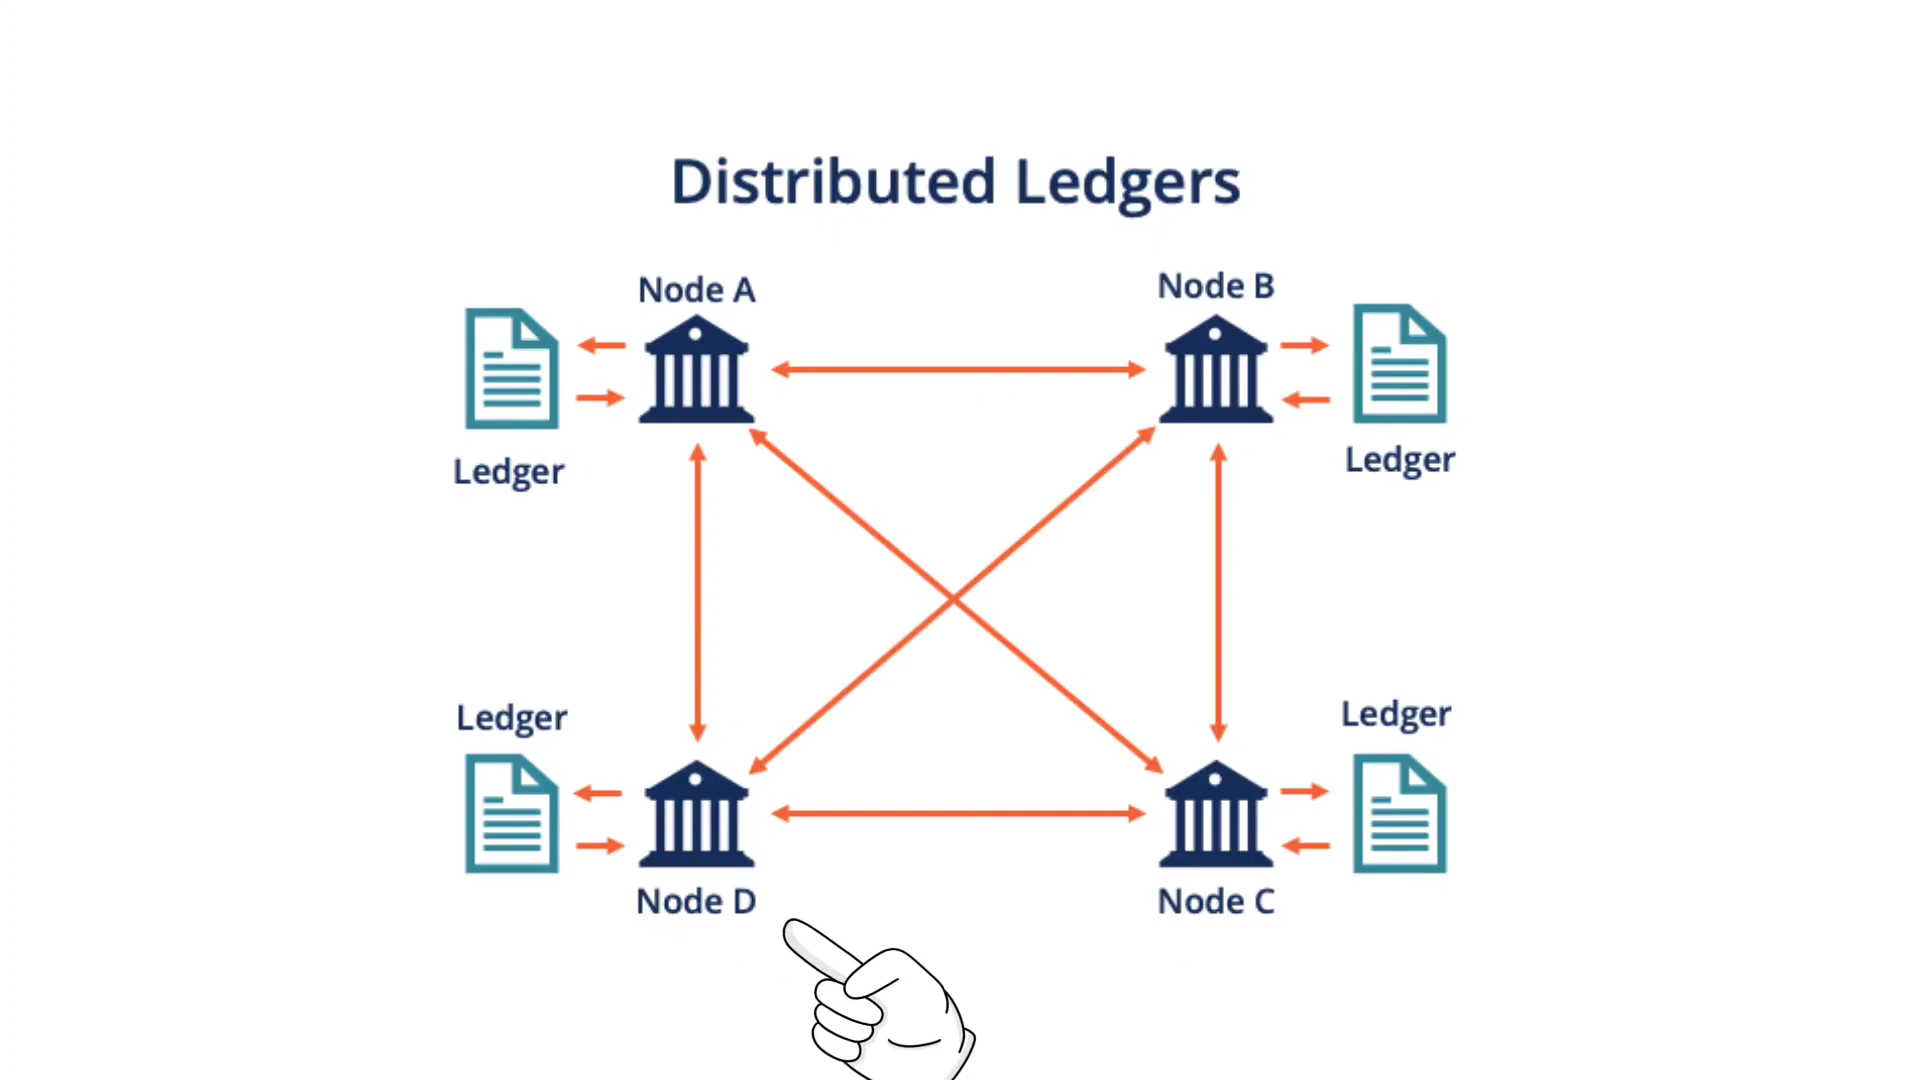 Distributed Ledgers
Node A
Node B
Ledger
Ledger
Ledger
Ledger
Node D
Node C